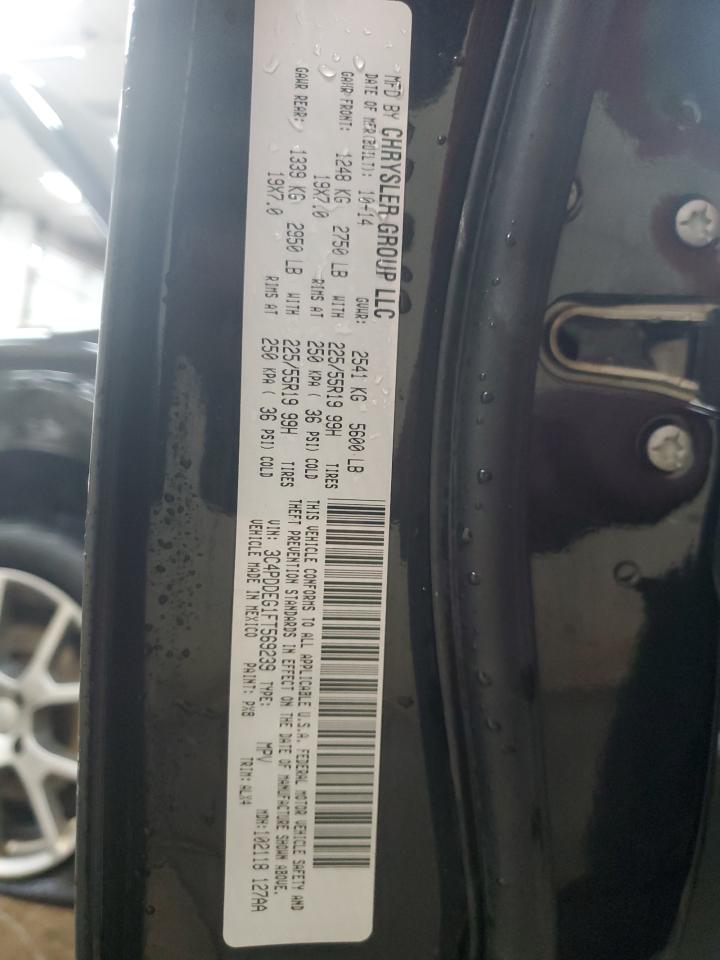 MFD BY CHRYSLER GROUP LLC
DATE OF MFR(BUILT): 10-14 GVWR: 2541 KG 5600 LB
GAWR FRONT: 1248 KG 2750 LB WITH 225/55R19 99H TIRES
19X7.0 RIMS AT 250 KPA ( 36 PSI) COLD
GAWR REAR: 1339 KG 2950 LB WITH 225/55R19 99H TIRES
19X7.0 RIMS AT 250 KPA ( 36 PSI) COLD
THIS VEHICLE CONFORMS TO ALL APPLICABLE U.S.A. FEDERAL MOTOR VEHICLE SAFETY AND
THEFT PREVENTION STANDARDS IN EFFECT ON THE DATE OF MANUFACTURE SHOWN ABOVE.
VIN: 3C4PDDEG1FT569239 TYPE: MPV MDH:102118 127AA
VEHICLE MADE IN MEXICO PAINT: PX8 TRIM: ALX4